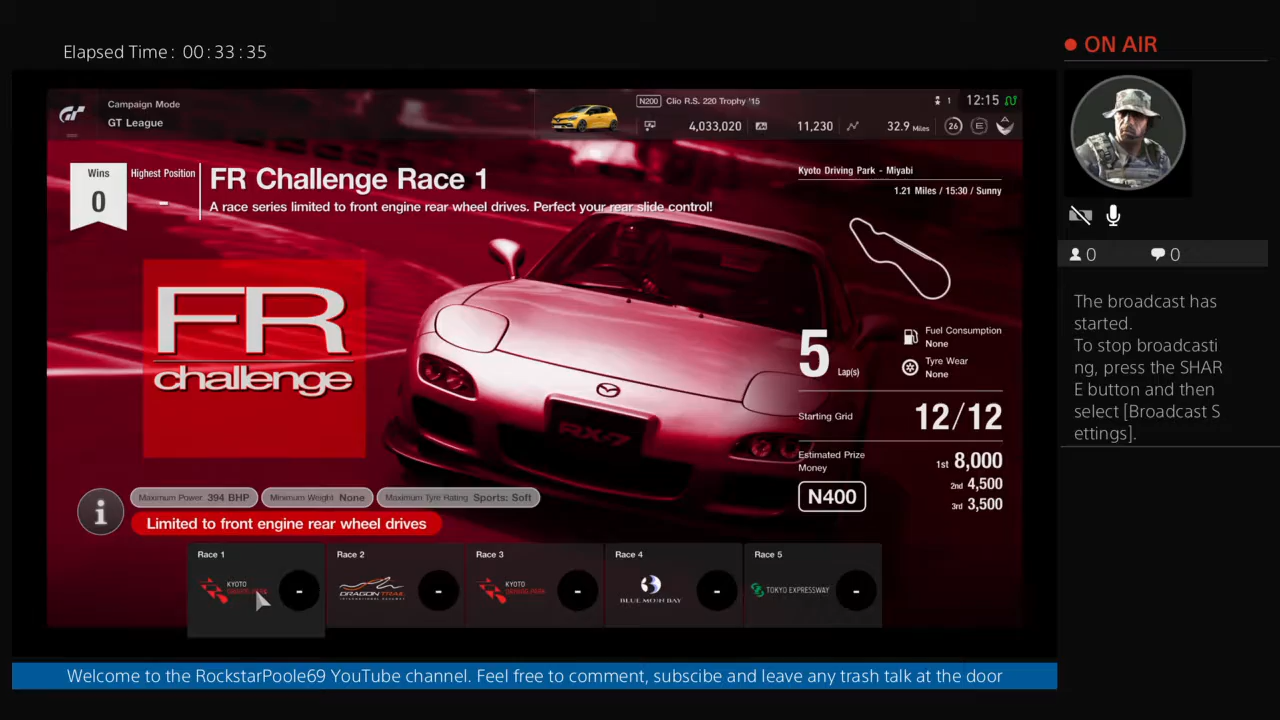 Elapsed Time : 00 : 33 : 35
ON AIR
Campaign Mode
GT League
N200 Clio R.S. 220 Trophy '15
1 12:15
4,033,020 11,230 32.9 Miles 26 E
Wins
0
Highest Position
-
FR Challenge Race 1
A race series limited to front engine rear wheel drives. Perfect your rear slide control!
Kyoto Driving Park - Miyabi
1.21 Miles / 15:30 / Sunny
FR
challenge
RX-7
5 Lap(s)
Fuel Consumption
None
Tyre Wear
None
Starting Grid 12/12
Estimated Prize
Money
1st 8,000
2nd 4,500
3rd 3,500
N400
Maximum Power 394 BHP
Minimum Weight None
Maximum Tyre Rating Sports: Soft
i
Limited to front engine rear wheel drives
Race 1
KYOTO
-
Race 2
DRAGON TRAIL
-
Race 3
KYOTO
DRIVING PARK
-
Race 4
BLUE MOON BAY
-
Race 5
TOKYO EXPRESSWAY
-
0 0
The broadcast has
started.
To stop broadcasti
ng, press the SHAR
E button and then
select [Broadcast S
ettings].
Welcome to the RockstarPoole69 YouTube channel. Feel free to comment, subscibe and leave any trash talk at the door